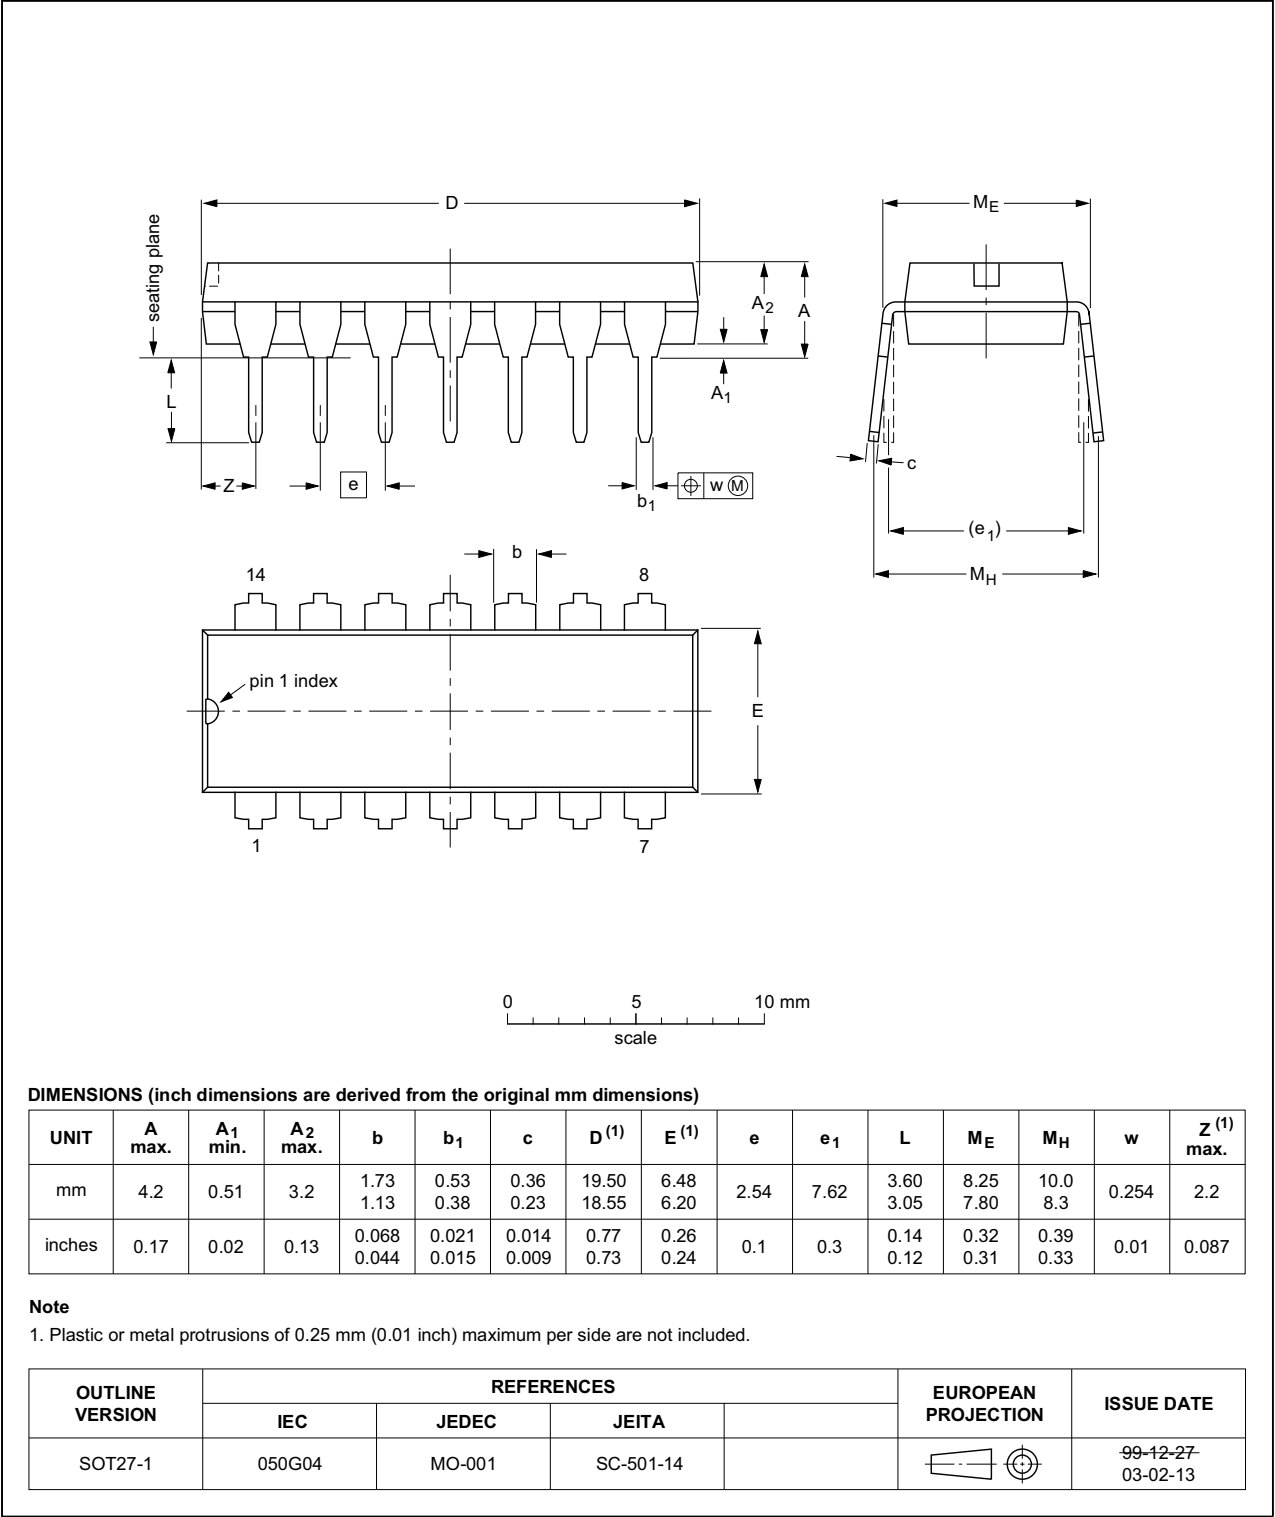 D
M E
seating plane
A 2
A
A 1
L
Z
e
b 1
w M
c
(e 1)
M H
b
14
8
pin 1 index
E
1
7
0 5 10 mm
scale
DIMENSIONS (inch dimensions are derived from the original mm dimensions)
UNIT A max. A1 min. A2 max. b b1 c D (1) E (1) e e1 L ME MH w Z (1) max.
mm 4.2 0.51 3.2 1.73 1.13 0.53 0.38 0.36 0.23 19.50 18.55 6.48 6.20 2.54 7.62 3.60 3.05 8.25 7.80 10.0 8.3 0.254 2.2
inches 0.17 0.02 0.13 0.068 0.044 0.021 0.015 0.014 0.009 0.77 0.73 0.26 0.24 0.1 0.3 0.14 0.12 0.32 0.31 0.39 0.33 0.01 0.087
Note
1. Plastic or metal protrusions of 0.25 mm (0.01 inch) maximum per side are not included.
OUTLINE VERSION
REFERENCES
EUROPEAN PROJECTION
ISSUE DATE
IEC JEDEC JEITA
SOT27-1 050G04 MO-001 SC-501-14
99-12-27
03-02-13